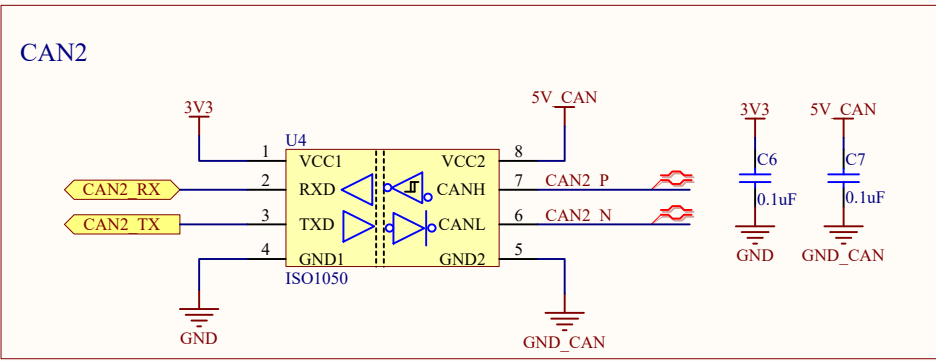 CAN2
3V3
5V_CAN
3V3
5V_CAN
U4
1 VCC1 VCC2 8
C6
C7
CAN2_RX 2 RXD CANH 7 CAN2_P
0.1uF
0.1uF
CAN2_TX 3 TXD CANL 6 CAN2_N
4 GND1 GND2 5
GND
GND_CAN
ISO1050
GND
GND_CAN